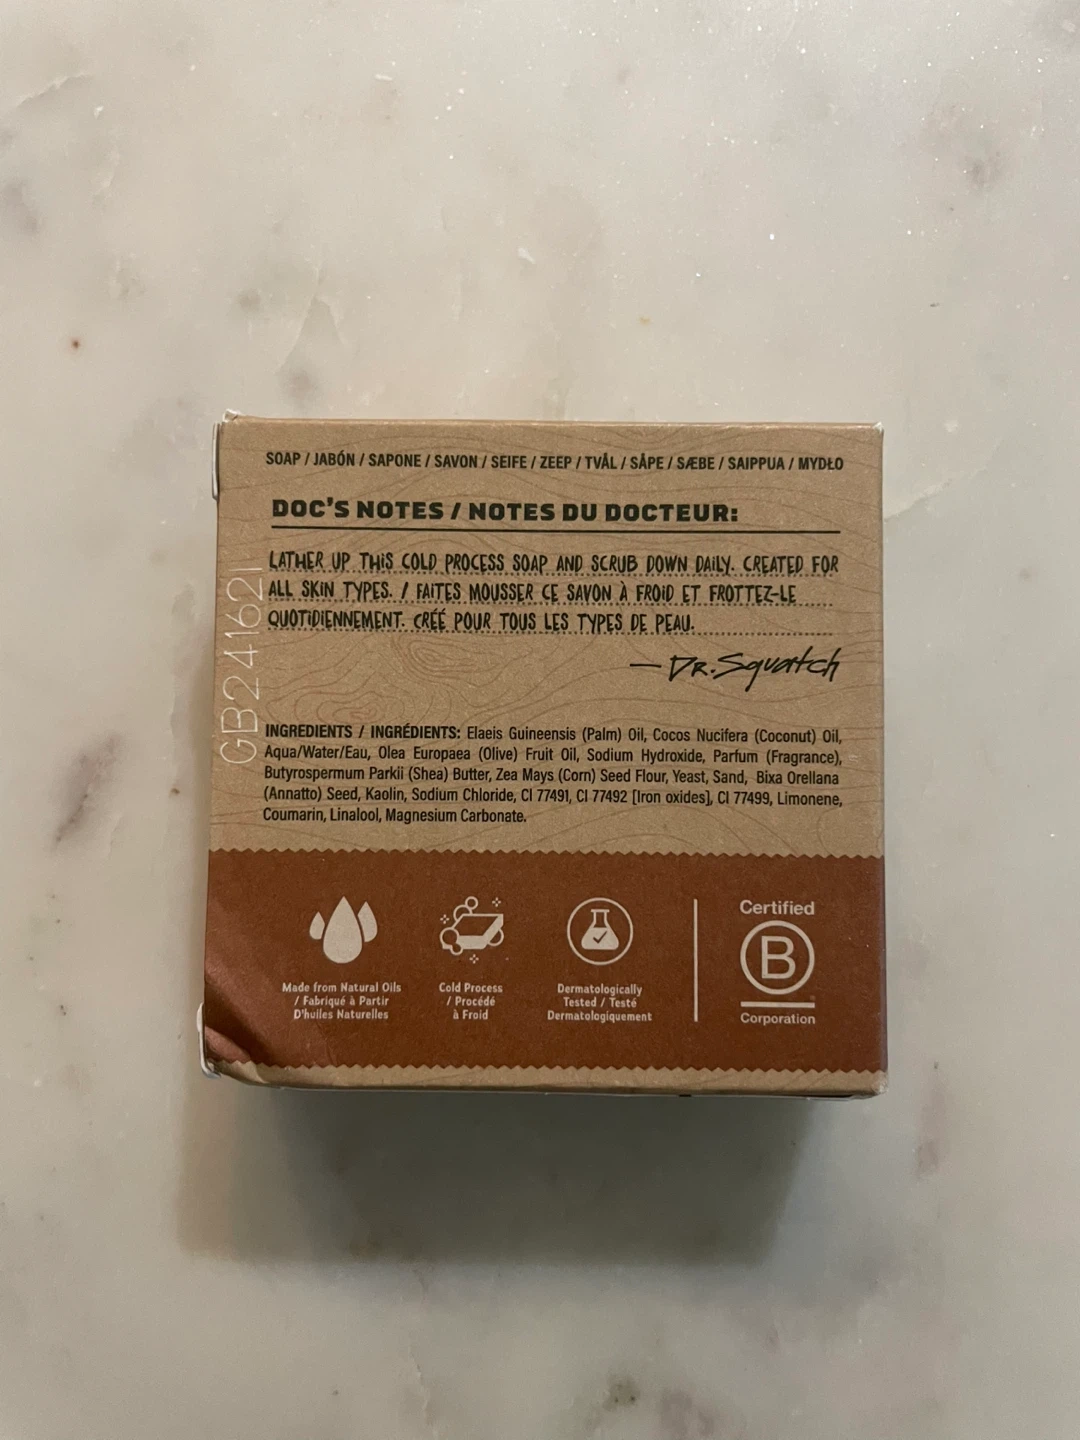 SOAP / JABÓN / SAPONE / SAVON / SEIFE / ZEEP / TVÅL / SÅPE / SÆBE / SAIPPUA / MYDŁO
DOC'S NOTES / NOTES DU DOCTEUR:
LATHER UP THIS COLD PROCESS SOAP AND SCRUB DOWN DAILY. CREATED FOR
ALL SKIN TYPES. / FAITES MOUSSER CE SAVON À FROID ET FROTTEZ-LE
QUOTIDIENNEMENT. CRÉÉ POUR TOUS LES TYPES DE PEAU.
— DR. Squatch
GB24162I
INGREDIENTS / INGRÉDIENTS: Elaeis Guineensis (Palm) Oil, Cocos Nucifera (Coconut) Oil,
Aqua/Water/Eau, Olea Europaea (Olive) Fruit Oil, Sodium Hydroxide, Parfum (Fragrance),
Butyrospermum Parkii (Shea) Butter, Zea Mays (Corn) Seed Flour, Yeast, Sand, Bixa Orellana
(Annatto) Seed, Kaolin, Sodium Chloride, CI 77491, CI 77492 [Iron oxides], CI 77499, Limonene,
Coumarin, Linalool, Magnesium Carbonate.
Made from Natural Oils
/ Fabriqué à Partir
D'huiles Naturelles
Cold Process
/ Procédé
à Froid
Dermatologically
Tested / Testé
Dermatologiquement
Certified
B
Corporation